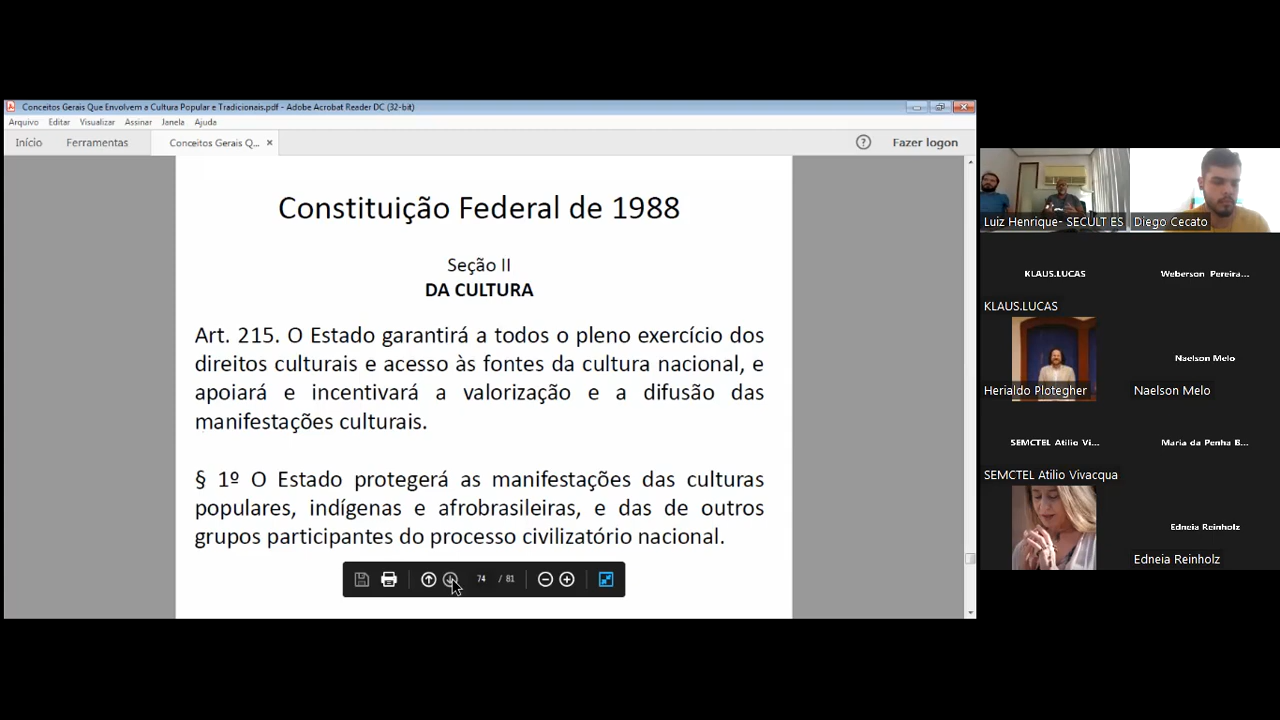 Conceitos Gerais Que Envolvem a Cultura Popular e Tradicionais.pdf - Adobe Acrobat Reader DC (32-bit)
Arquivo Editar Visualizar Assinar Janela Ajuda
Início Ferramentas Conceitos Gerais Q... × ? Fazer logon
Constituição Federal de 1988
Seção II
DA CULTURA
Art. 215. O Estado garantirá a todos o pleno exercício dos
direitos culturais e acesso às fontes da cultura nacional, e
apoiará e incentivará a valorização e a difusão das
manifestações culturais.
§ 1º O Estado protegerá as manifestações das culturas
populares, indígenas e afrobrasileiras, e das de outros
grupos participantes do processo civilizatório nacional.
74 / 81
Luiz Henrique- SECULT ES Diego Cecato
KLAUS.LUCAS Weberson Pereira...
KLAUS.LUCAS
Naelson Melo
Herialdo Plotegher Naelson Melo
SEMCTEL Atilio Vi... Maria da Penha B...
SEMCTEL Atilio Vivacqua
Edneia Reinholz
Edneia Reinholz